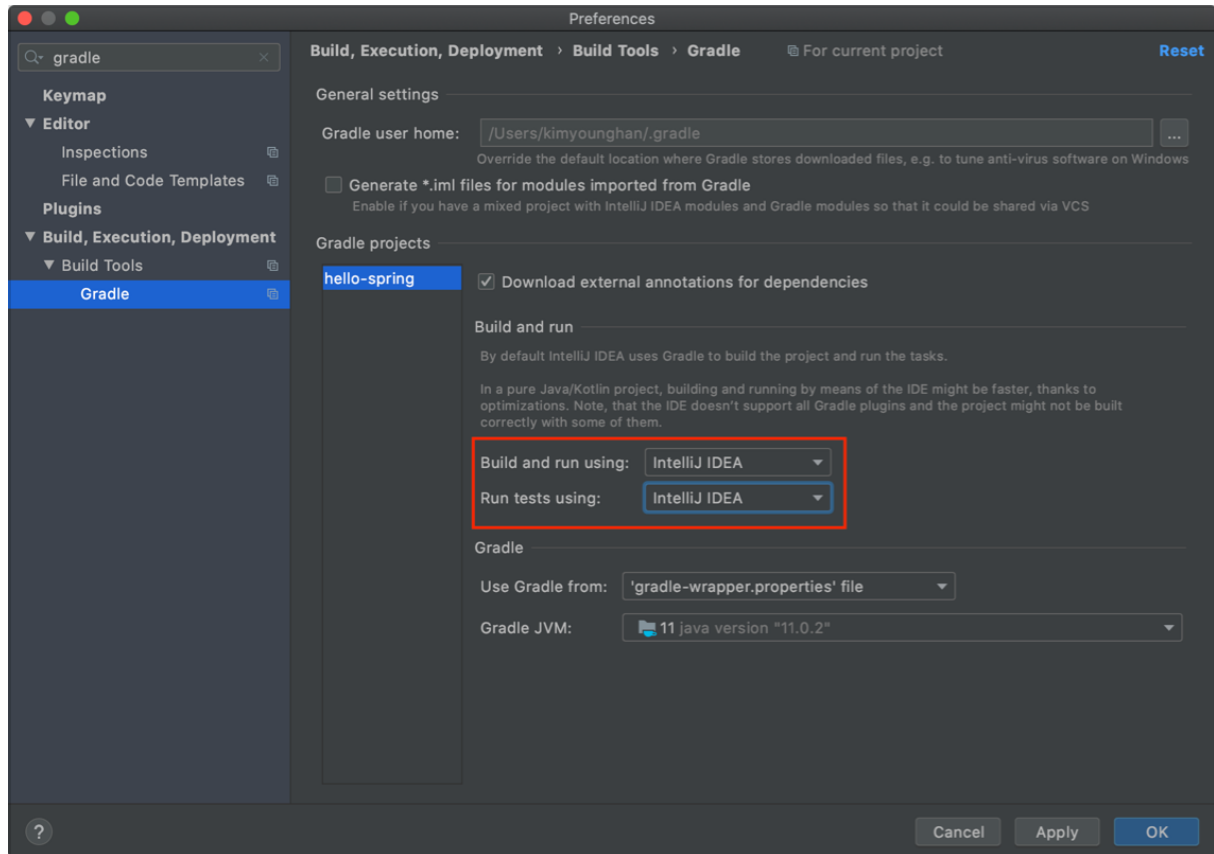 Preferences
gradle
Keymap
Editor
Inspections
File and Code Templates
Plugins
Build, Execution, Deployment
Build Tools
Gradle
Build, Execution, Deployment › Build Tools › Gradle For current project Reset
General settings
Gradle user home: /Users/kimyounghan/.gradle ...
Override the default location where Gradle stores downloaded files, e.g. to tune anti-virus software on Windows
Generate *.iml files for modules imported from Gradle
Enable if you have a mixed project with IntelliJ IDEA modules and Gradle modules so that it could be shared via VCS
Gradle projects
hello-spring
Download external annotations for dependencies
Build and run
By default IntelliJ IDEA uses Gradle to build the project and run the tasks.
In a pure Java/Kotlin project, building and running by means of the IDE might be faster, thanks to
optimizations. Note, that the IDE doesn't support all Gradle plugins and the project might not be built
correctly with some of them.
Build and run using: IntelliJ IDEA
Run tests using: IntelliJ IDEA
Gradle
Use Gradle from: 'gradle-wrapper.properties' file
Gradle JVM: 11 java version "11.0.2"
? Cancel Apply OK